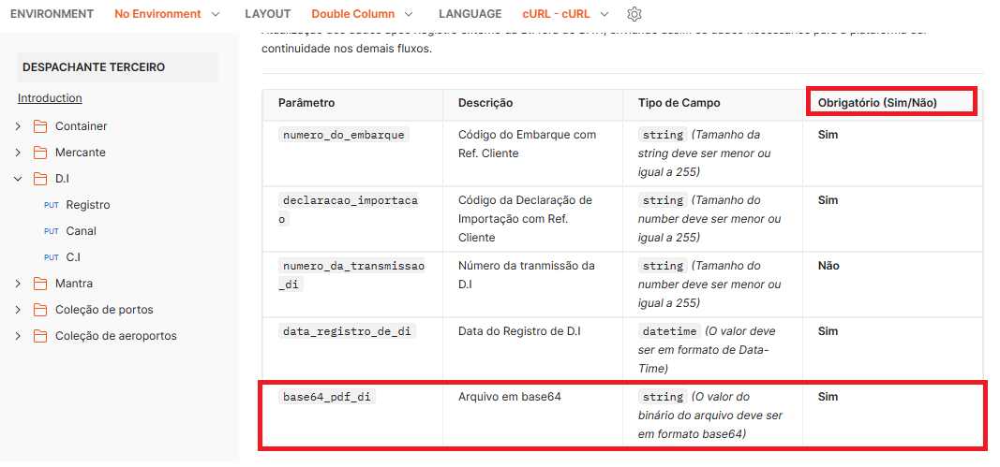 ENVIRONMENT No Environment LAYOUT Double Column LANGUAGE cURL - cURL
DESPACHANTE TERCEIRO
Introduction
Container
Mercante
D.I
PUT Registro
PUT Canal
PUT C.I
Mantra
Coleção de portos
Coleção de aeroportos
continuidade nos demais fluxos.
Parâmetro Descrição Tipo de Campo Obrigatório (Sim/Não)
numero_do_embarque Código do Embarque com string (Tamanho da Sim
Ref. Cliente string deve ser menor ou
igual a 255)
declaracao_importaca Código da Declaração de string (Tamanho do Sim
o Importação com Ref. number deve ser menor ou
Cliente igual a 255)
numero_da_transmissao Número da tranmissão da string (Tamanho do Não
_di D.I number deve ser menor ou
igual a 255)
data_registro_de_di Data do Registro de D.I datetime (O valor deve Sim
ser em formato de Data-
Time)
base64_pdf_di Arquivo em base64 string (O valor do Sim
binário do arquivo deve ser
em formato base64)